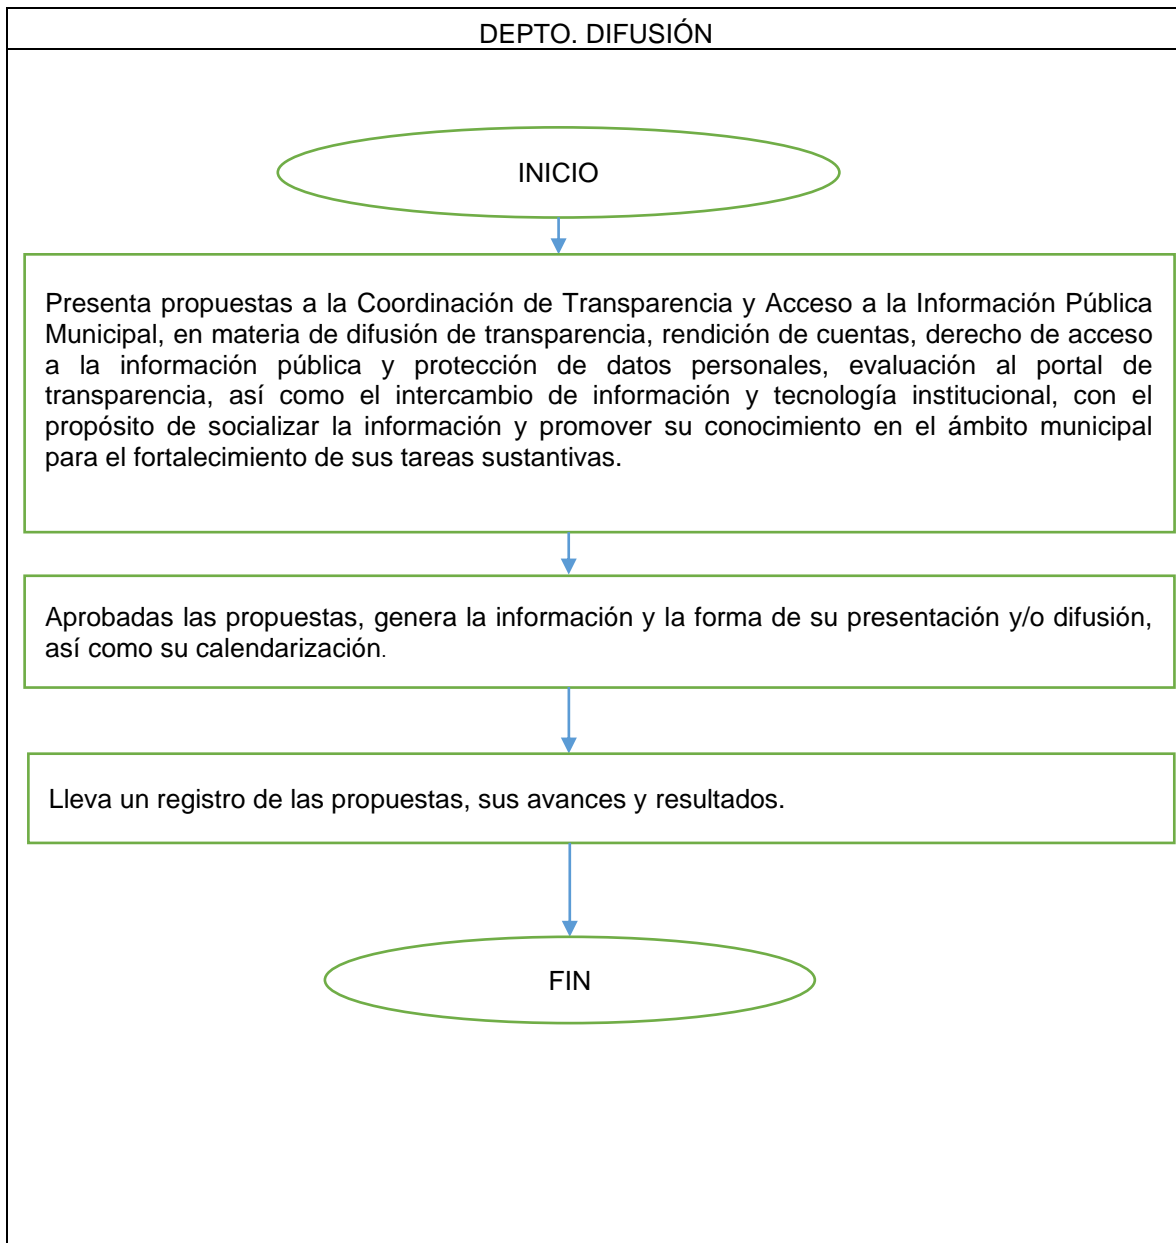 DEPTO. DIFUSIÓN
INICIO
Presenta propuestas a la Coordinación de Transparencia y Acceso a la Información Pública
Municipal, en materia de difusión de transparencia, rendición de cuentas, derecho de acceso
a la información pública y protección de datos personales, evaluación al portal de
transparencia, así como el intercambio de información y tecnología institucional, con el
propósito de socializar la información y promover su conocimiento en el ámbito municipal
para el fortalecimiento de sus tareas sustantivas.
Aprobadas las propuestas, genera la información y la forma de su presentación y/o difusión,
así como su calendarización.
Lleva un registro de las propuestas, sus avances y resultados.
FIN